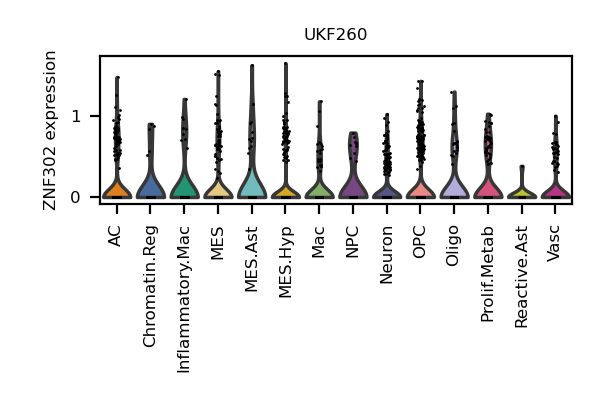 UKF260
ZNF302 expression
1
0
AC
Chromatin.Reg
Inflammatory.Mac
MES
MES.Ast
MES.Hyp
Mac
NPC
Neuron
OPC
Oligo
Prolif.Metab
Reactive.Ast
Vasc